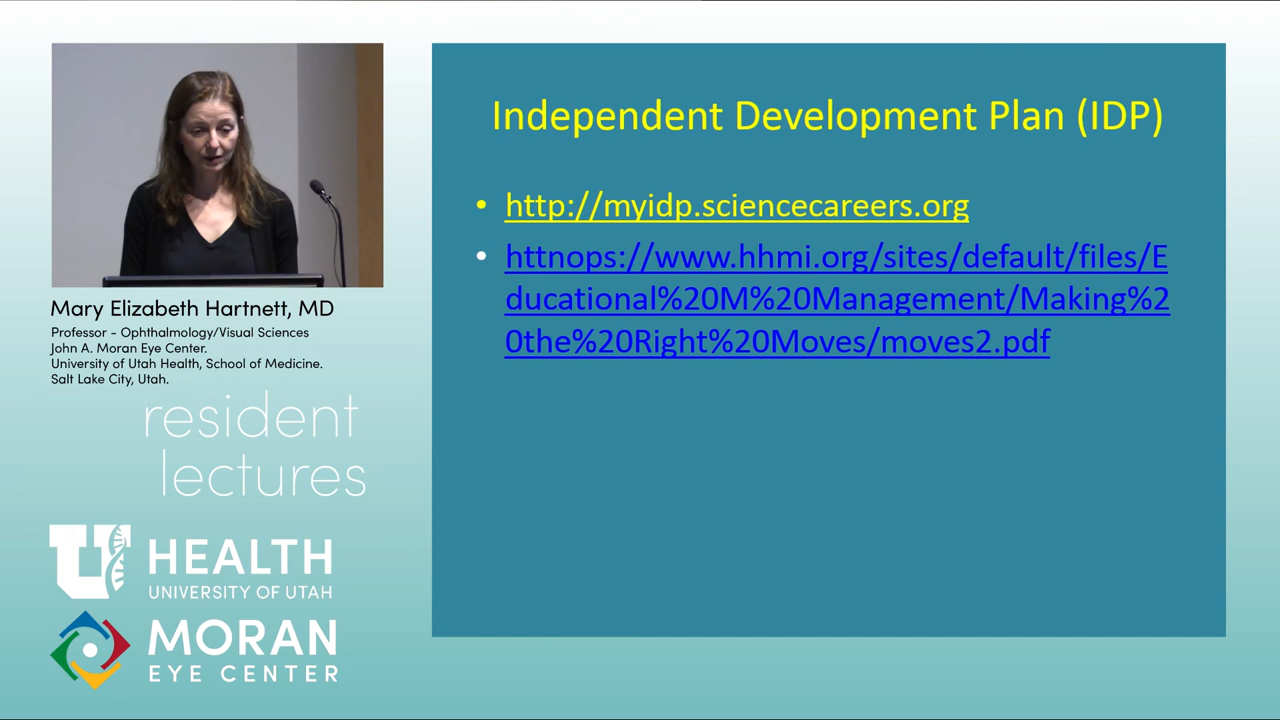 Mary Elizabeth Hartnett, MD
Professor - Ophthalmology/Visual Sciences
John A. Moran Eye Center.
University of Utah Health, School of Medicine.
Salt Lake City, Utah.
resident
lectures
U
HEALTH
UNIVERSITY OF UTAH
MORAN
EYE CENTER
Independent Development Plan (IDP)
• http://myidp.sciencecareers.org
• httnops://www.hhmi.org/sites/default/files/E
ducational%20M%20Management/Making%2
0the%20Right%20Moves/moves2.pdf